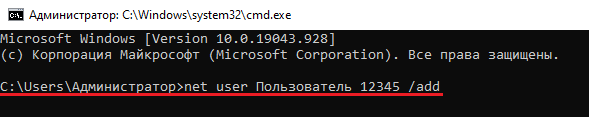 Администратор: C:\Windows\system32\cmd.exe
Microsoft Windows [Version 10.0.19043.928]
(c) Корпорация Майкрософт (Microsoft Corporation). Все права защищены.
C:\Users\Администратор>net user Пользователь 12345 /add